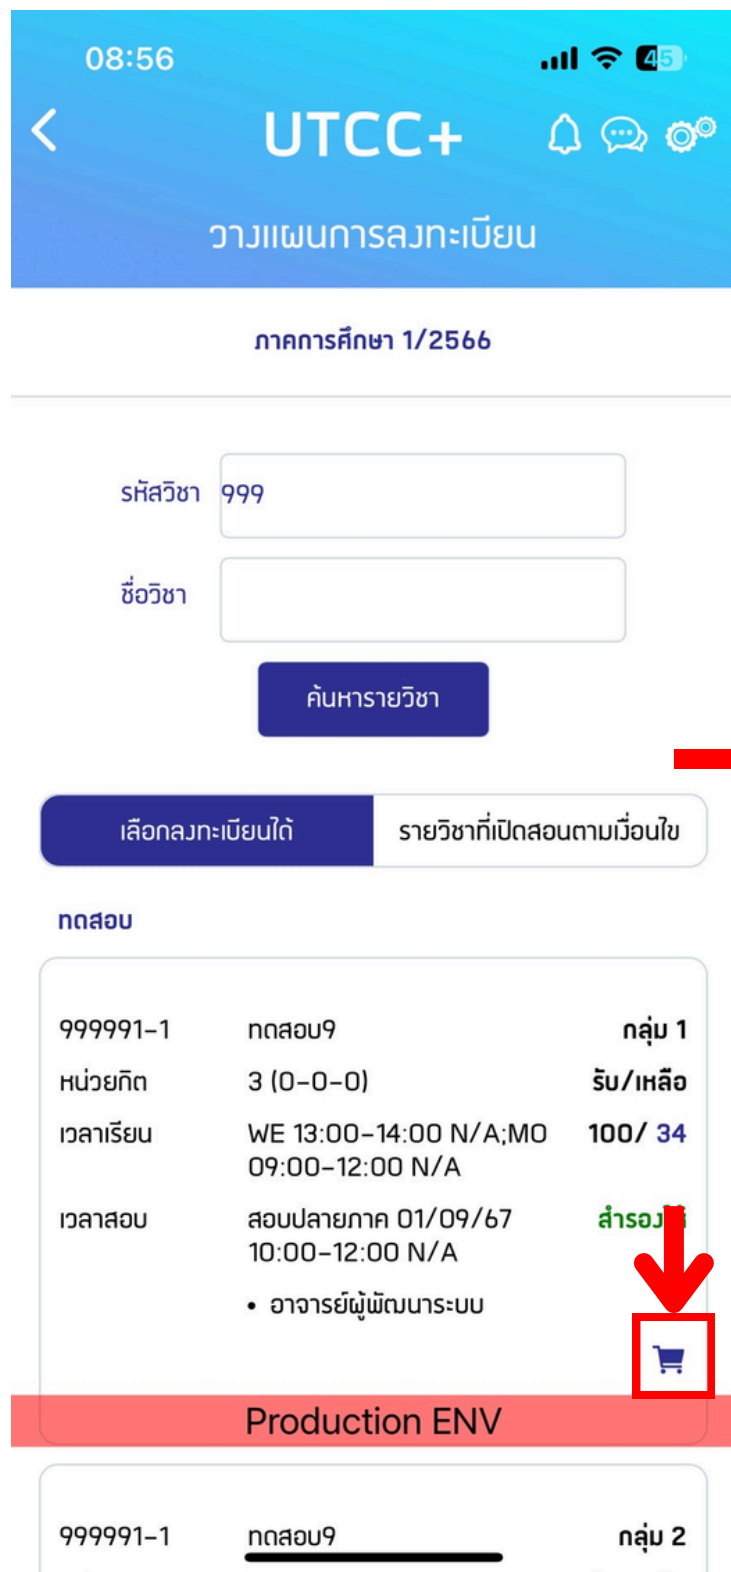 08:56
45
UTCC+
วางแผนการลงทะเบียน
ภาคการศึกษา 1/2566
รหัสวิชา 999
ชื่อวิชา
ค้นหารายวิชา
เลือกลงทะเบียนได้ รายวิชาที่เปิดสอนตามเงื่อนไข
ทดสอบ
999991-1 ทดสอบ9 กลุ่ม 1
หน่วยกิต 3 (0-0-0) รับ/เหลือ
เวลาเรียน WE 13:00-14:00 N/A;MO 100/ 34
09:00-12:00 N/A
เวลาสอบ สอบปลายภาค 01/09/67
10:00-12:00 N/A
• อาจารย์ผู้พัฒนาระบบ
Production ENV
999991-1 ทดสอบ9 กลุ่ม 2